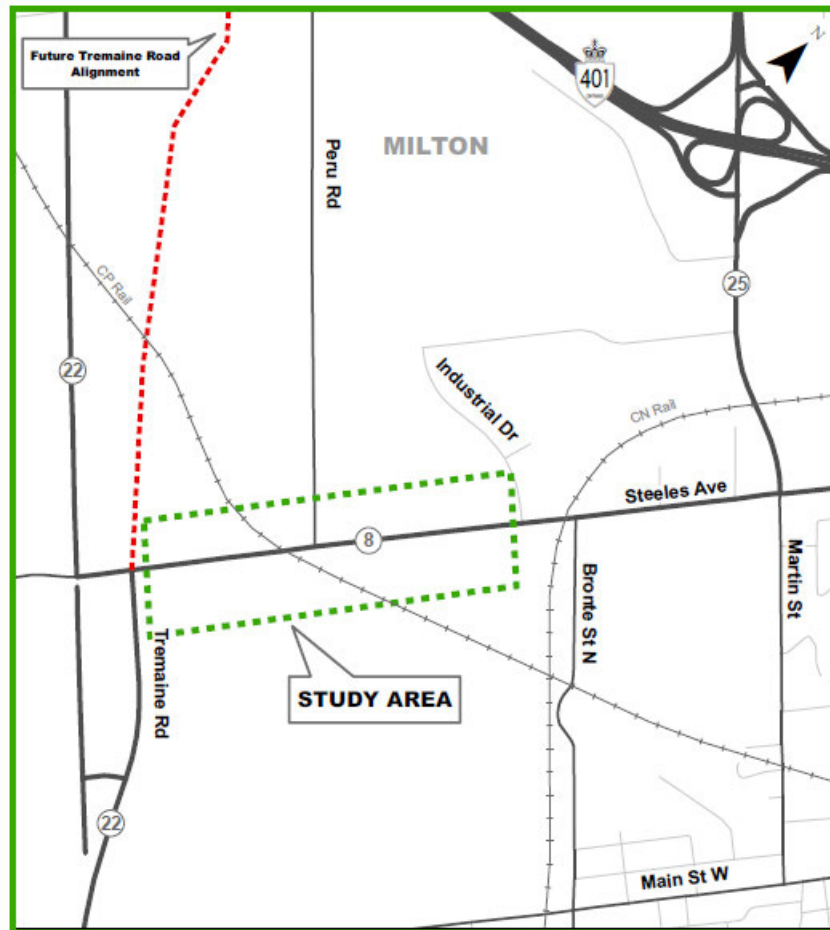 Future Tremaine Road
Alignment
401
N
MILTON
Peru Rd
CP Rail
25
22
Industrial Dr
CN Rail
Steeles Ave
8
Bronte St N
Martin St
Tremaine Rd
STUDY AREA
22
Main St W